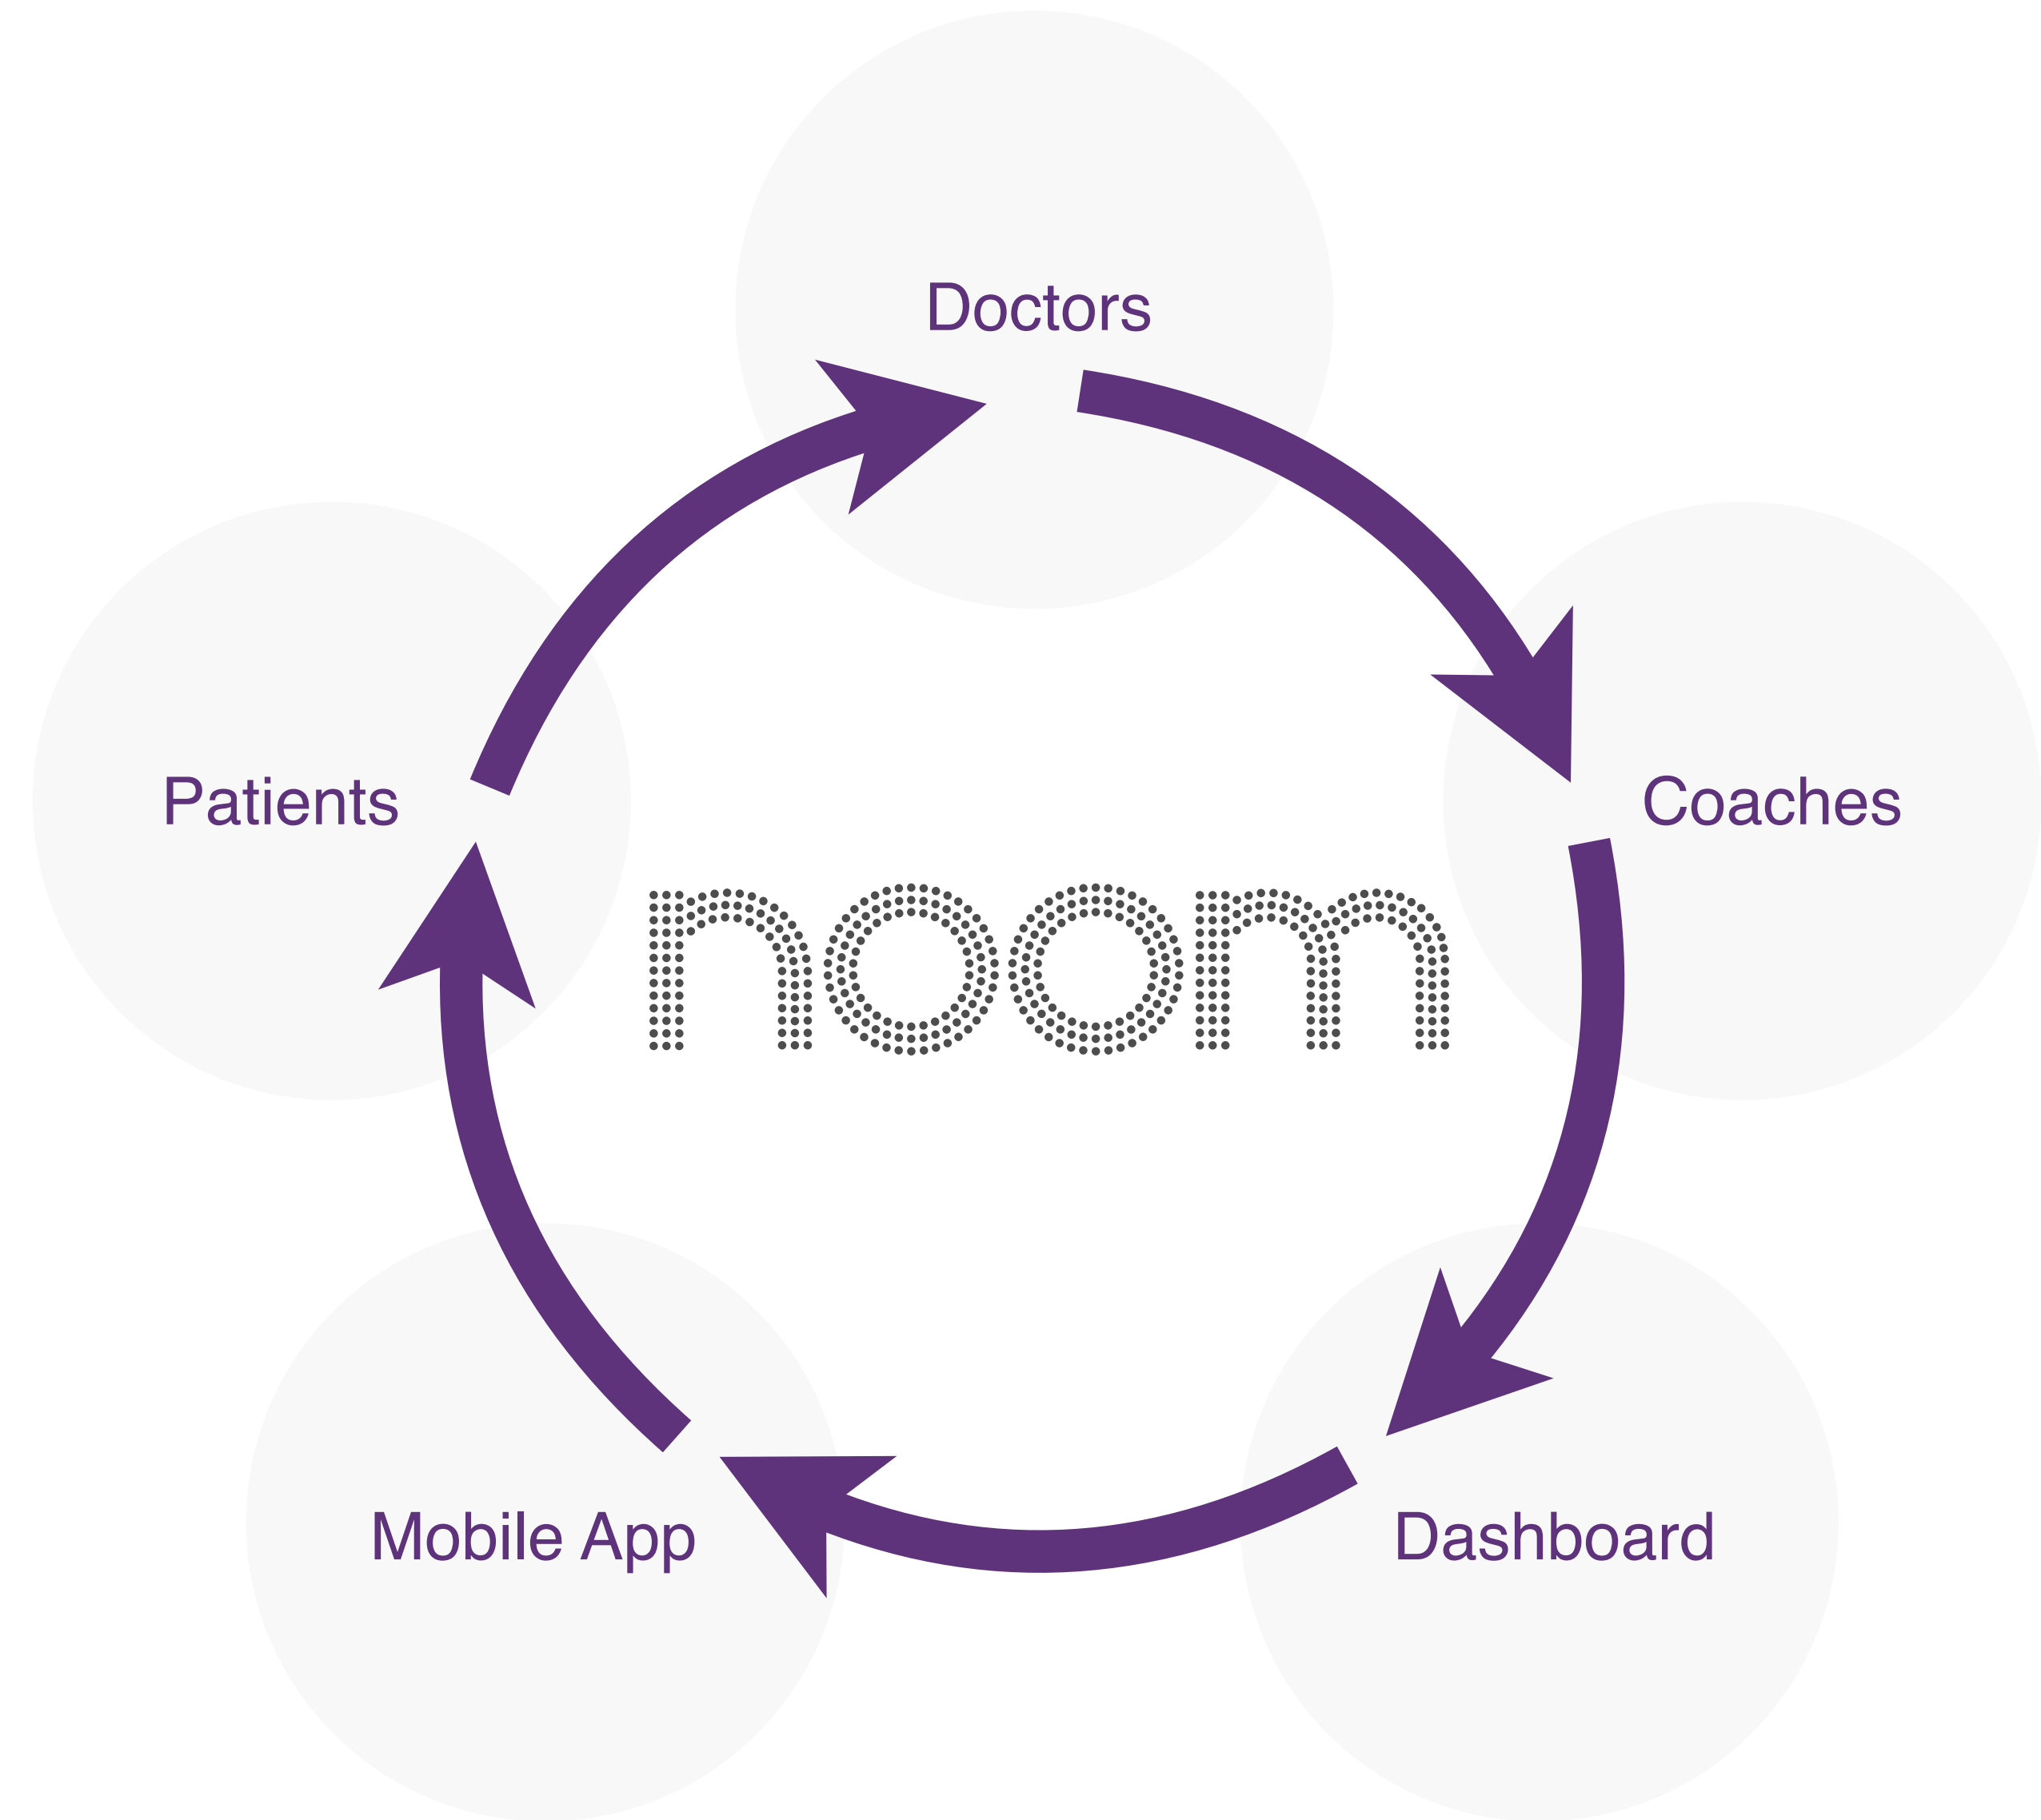 Doctors
Patients
Coaches
noom
Mobile App
Dashboard